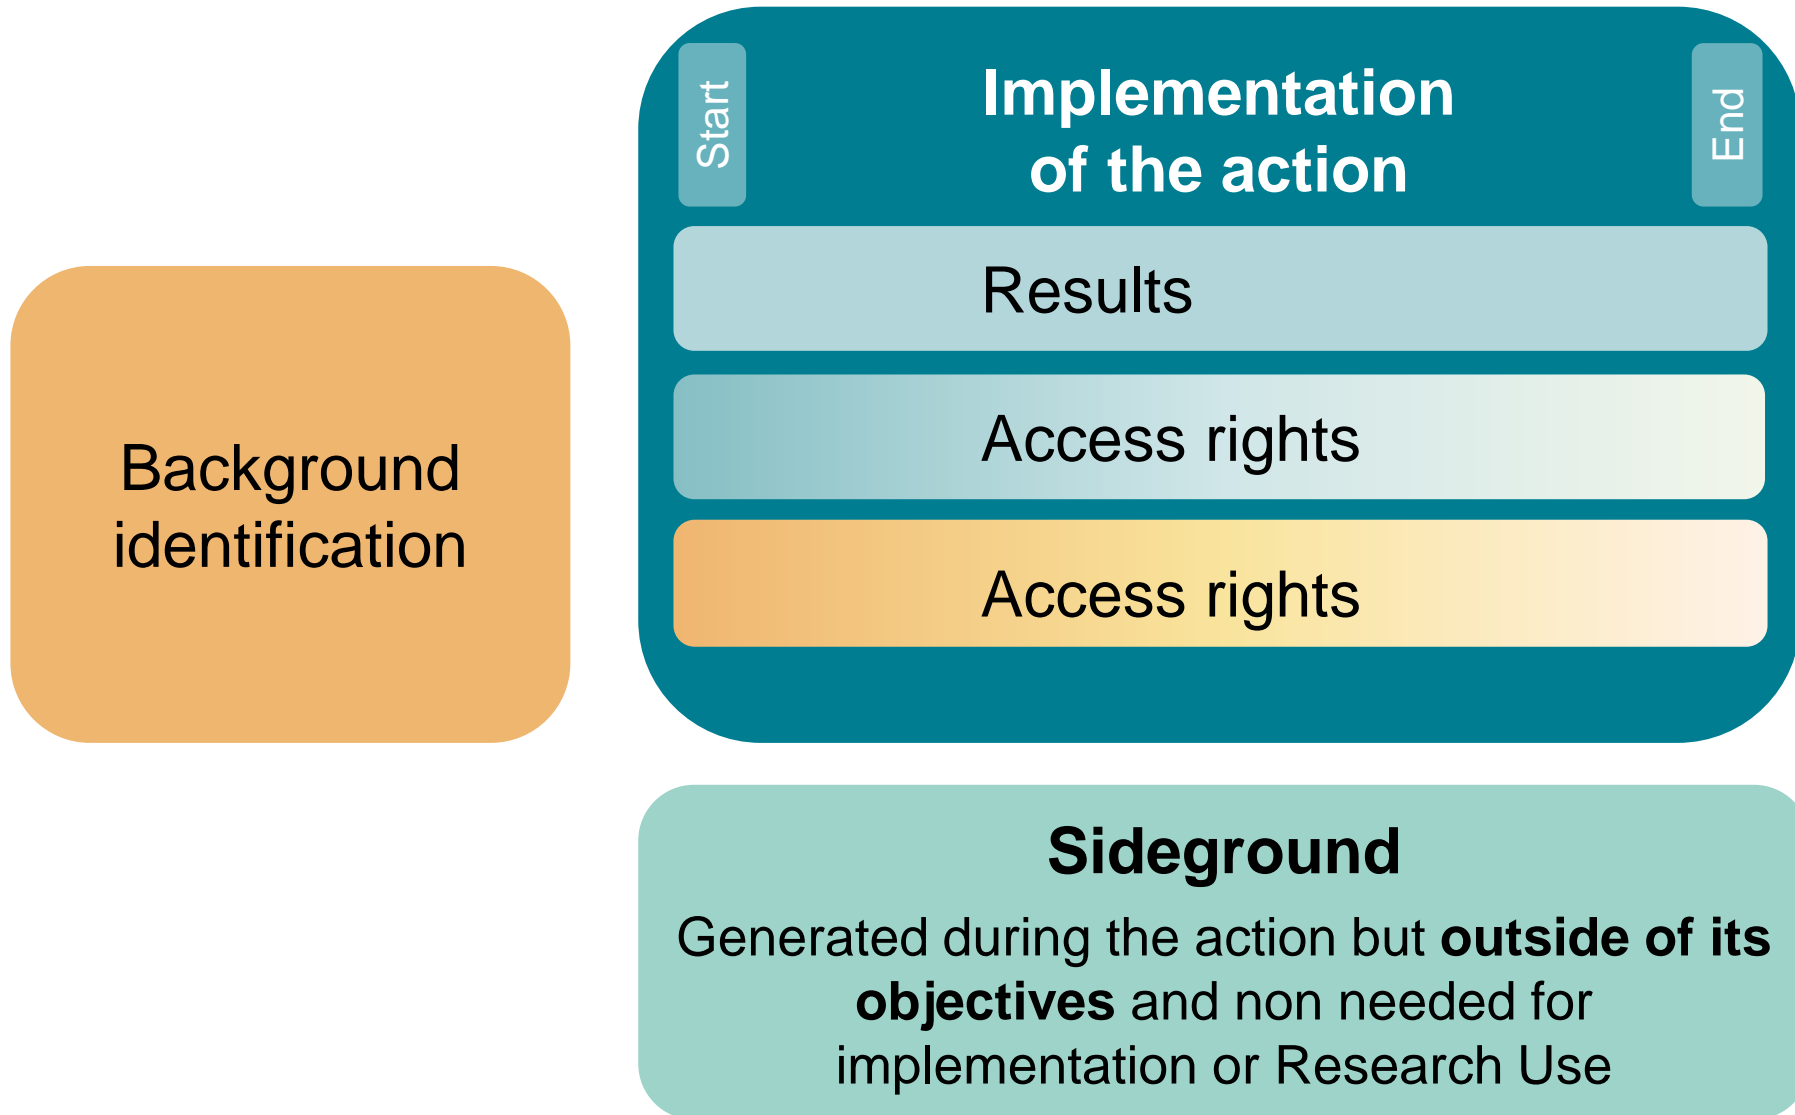 Start
Implementation
of the action
End
Results
Access rights
Access rights
Background
identification
Sideground
Generated during the action but outside of its
objectives and non needed for
implementation or Research Use